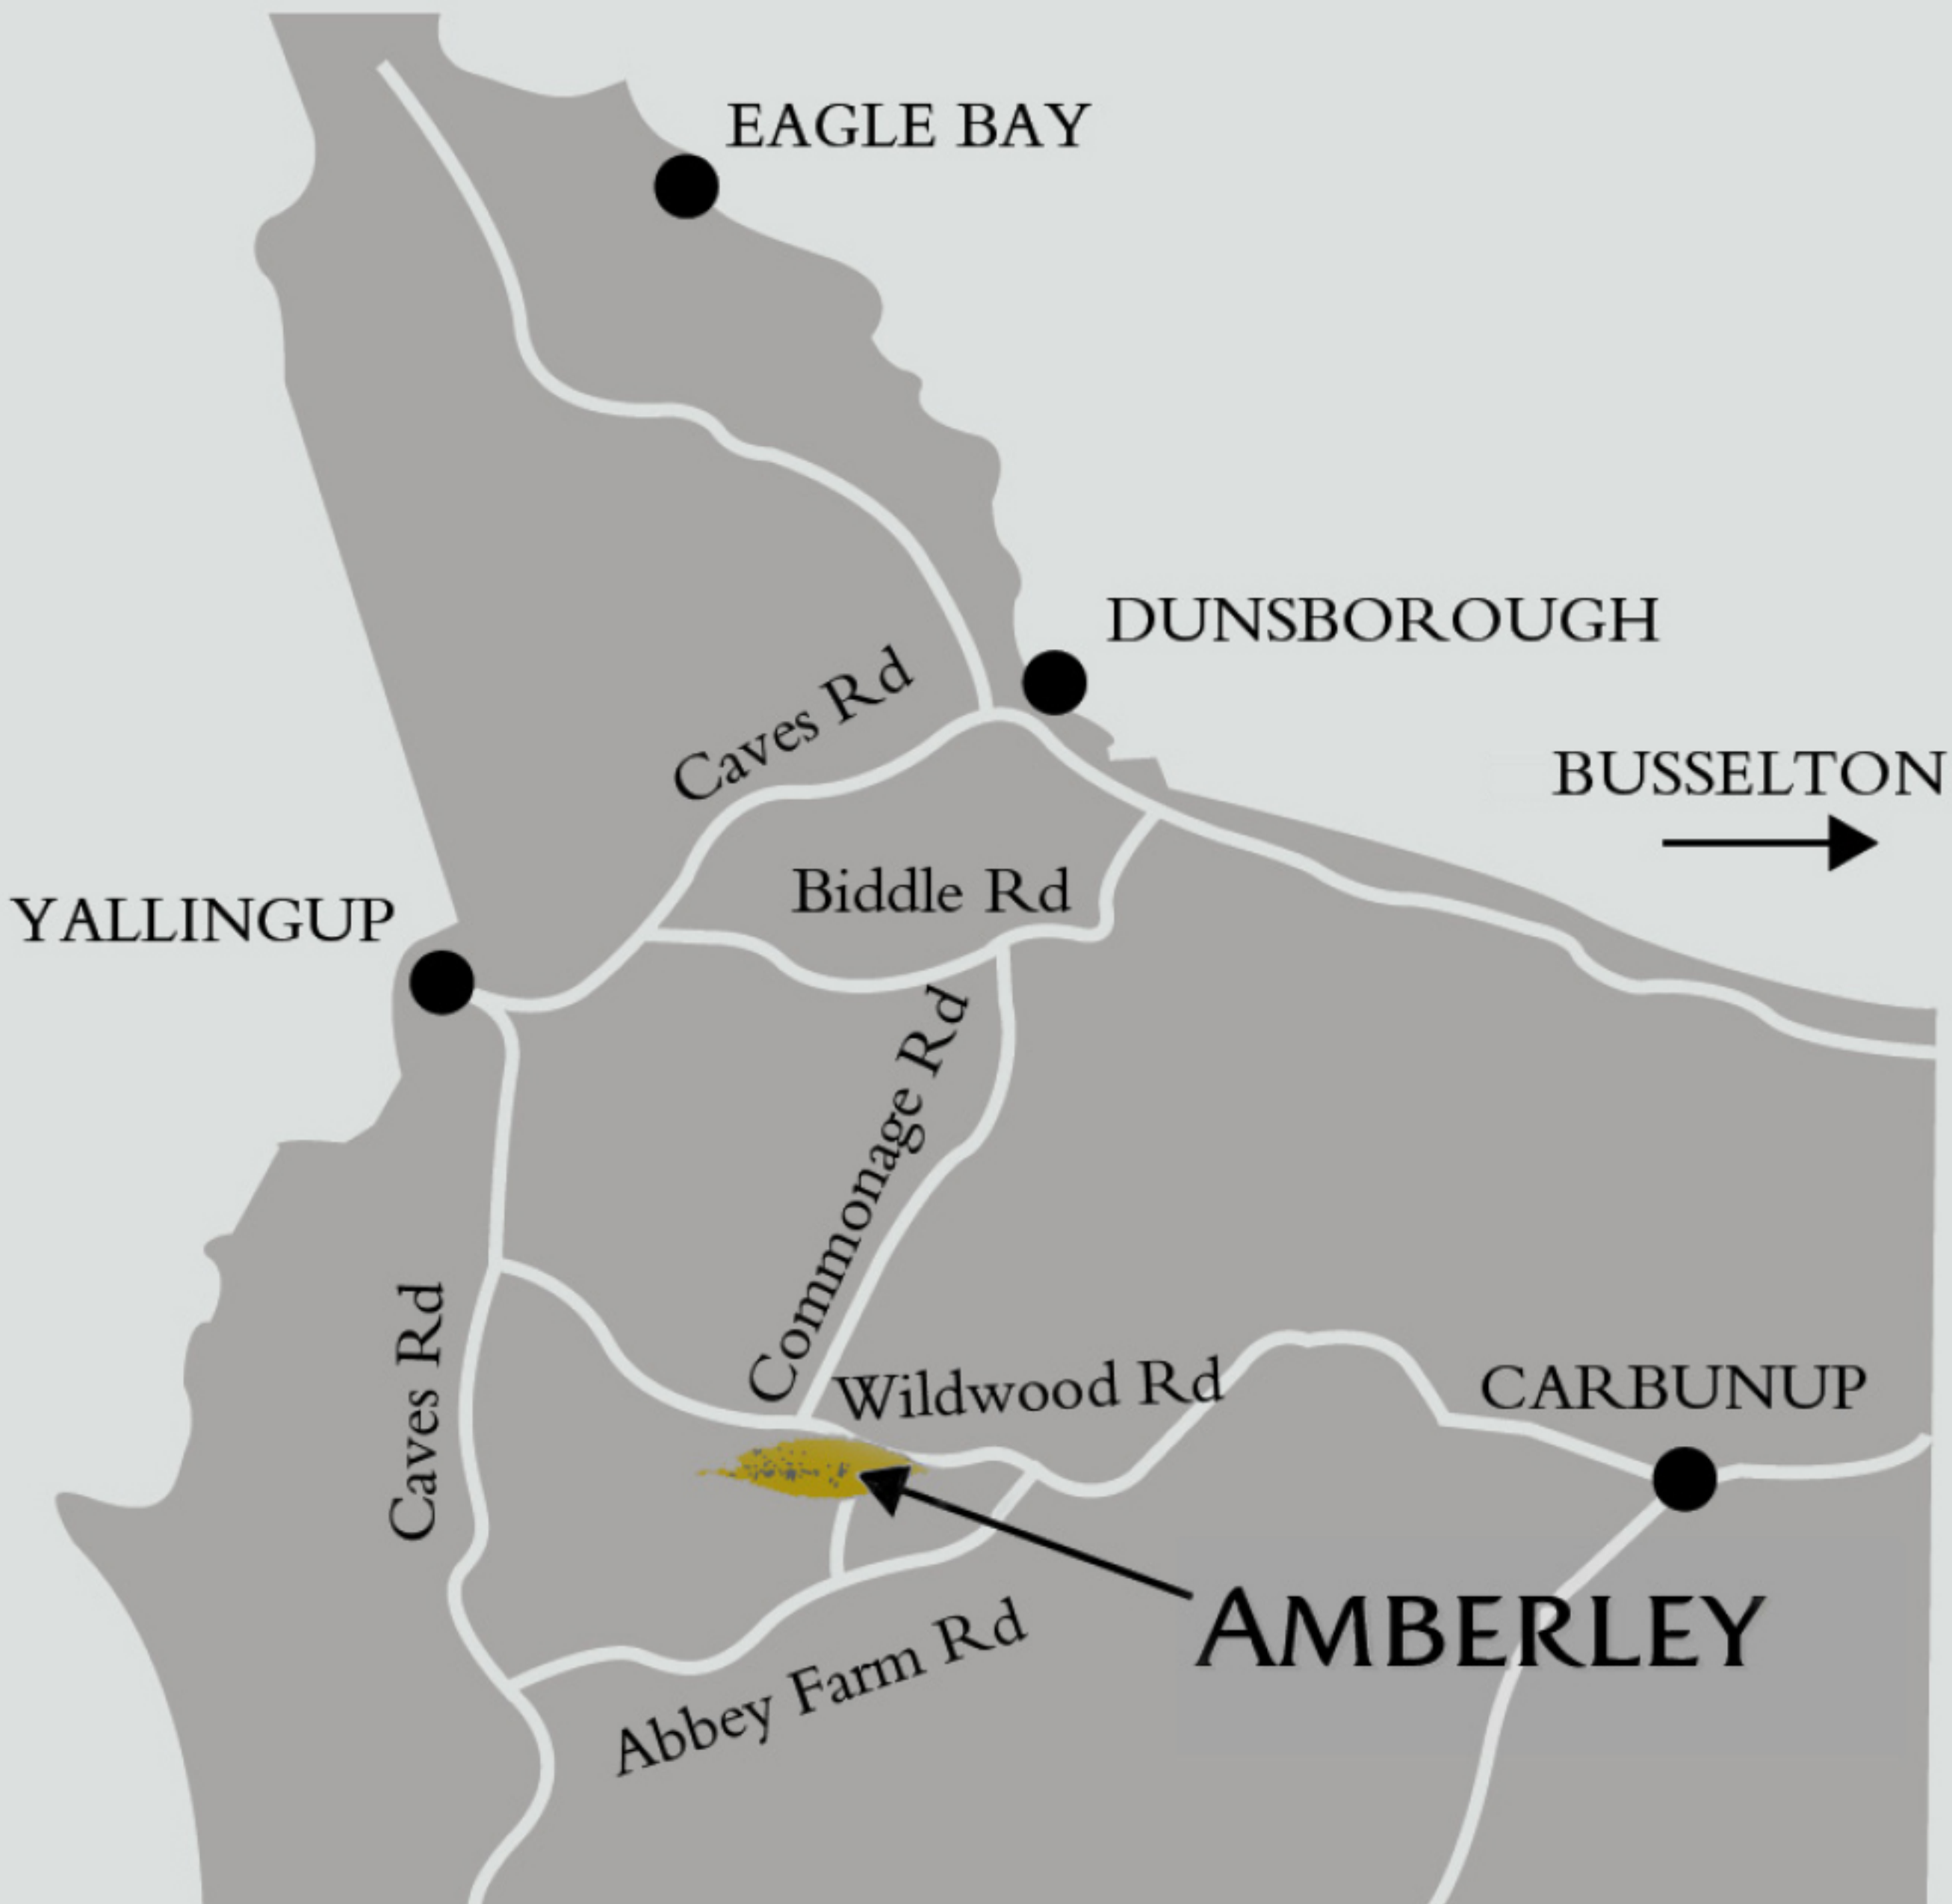 EAGLE BAY
DUNSBOROUGH
Caves Rd
BUSSELTON
Biddle Rd
YALLINGUP
Commonage Rd
Caves Rd
Wildwood Rd
CARBUNUP
AMBERLEY
Abbey Farm Rd